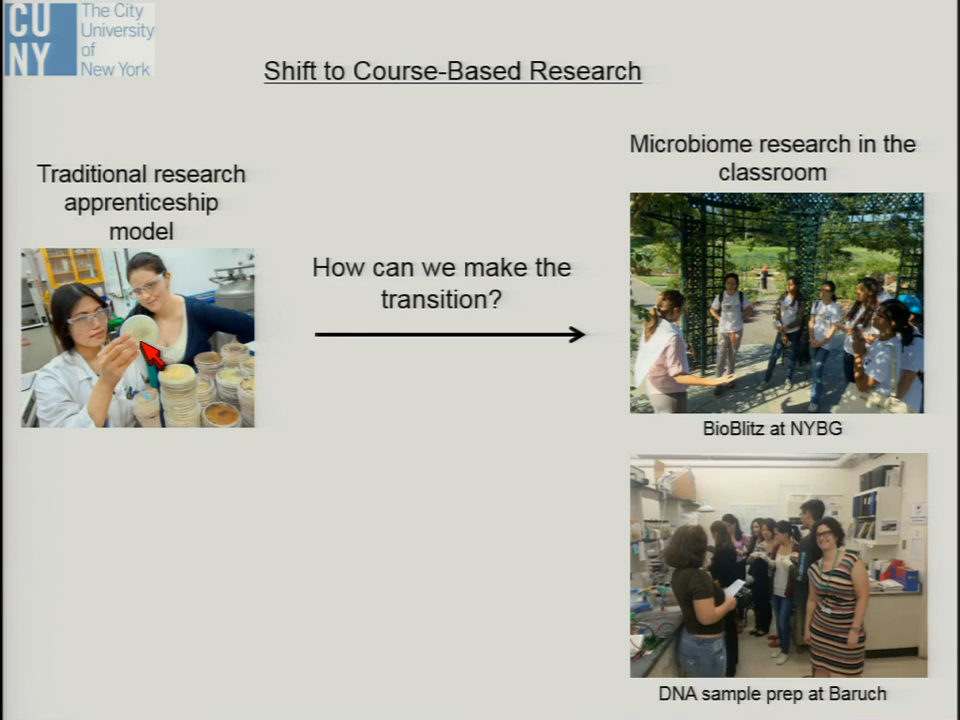 CU
NY
The City
University
of
New York
Shift to Course-Based Research
Traditional research
apprenticeship
model
How can we make the
transition?
Microbiome research in the
classroom
BioBlitz at NYBG
DNA sample prep at Baruch